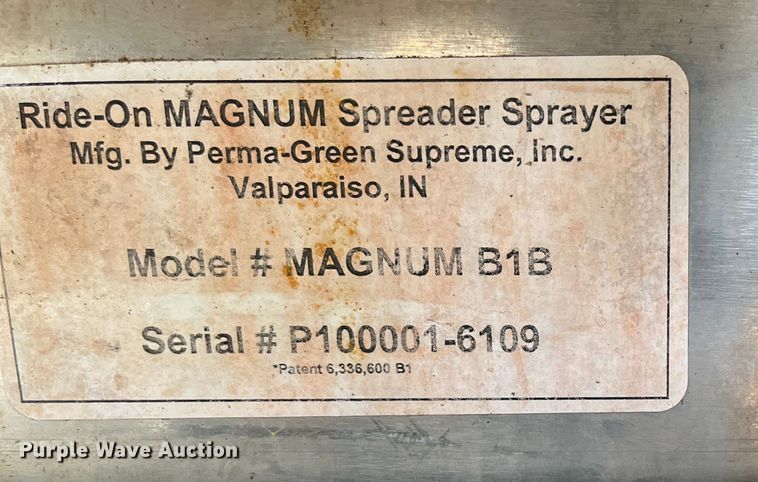 Ride-On MAGNUM Spreader Sprayer
Mfg. By Perma-Green Supreme, Inc.
Valparaiso, IN
Model # MAGNUM B1B
Serial # P100001-6109
*Patent 6,336,600 B1
Purple Wave Auction